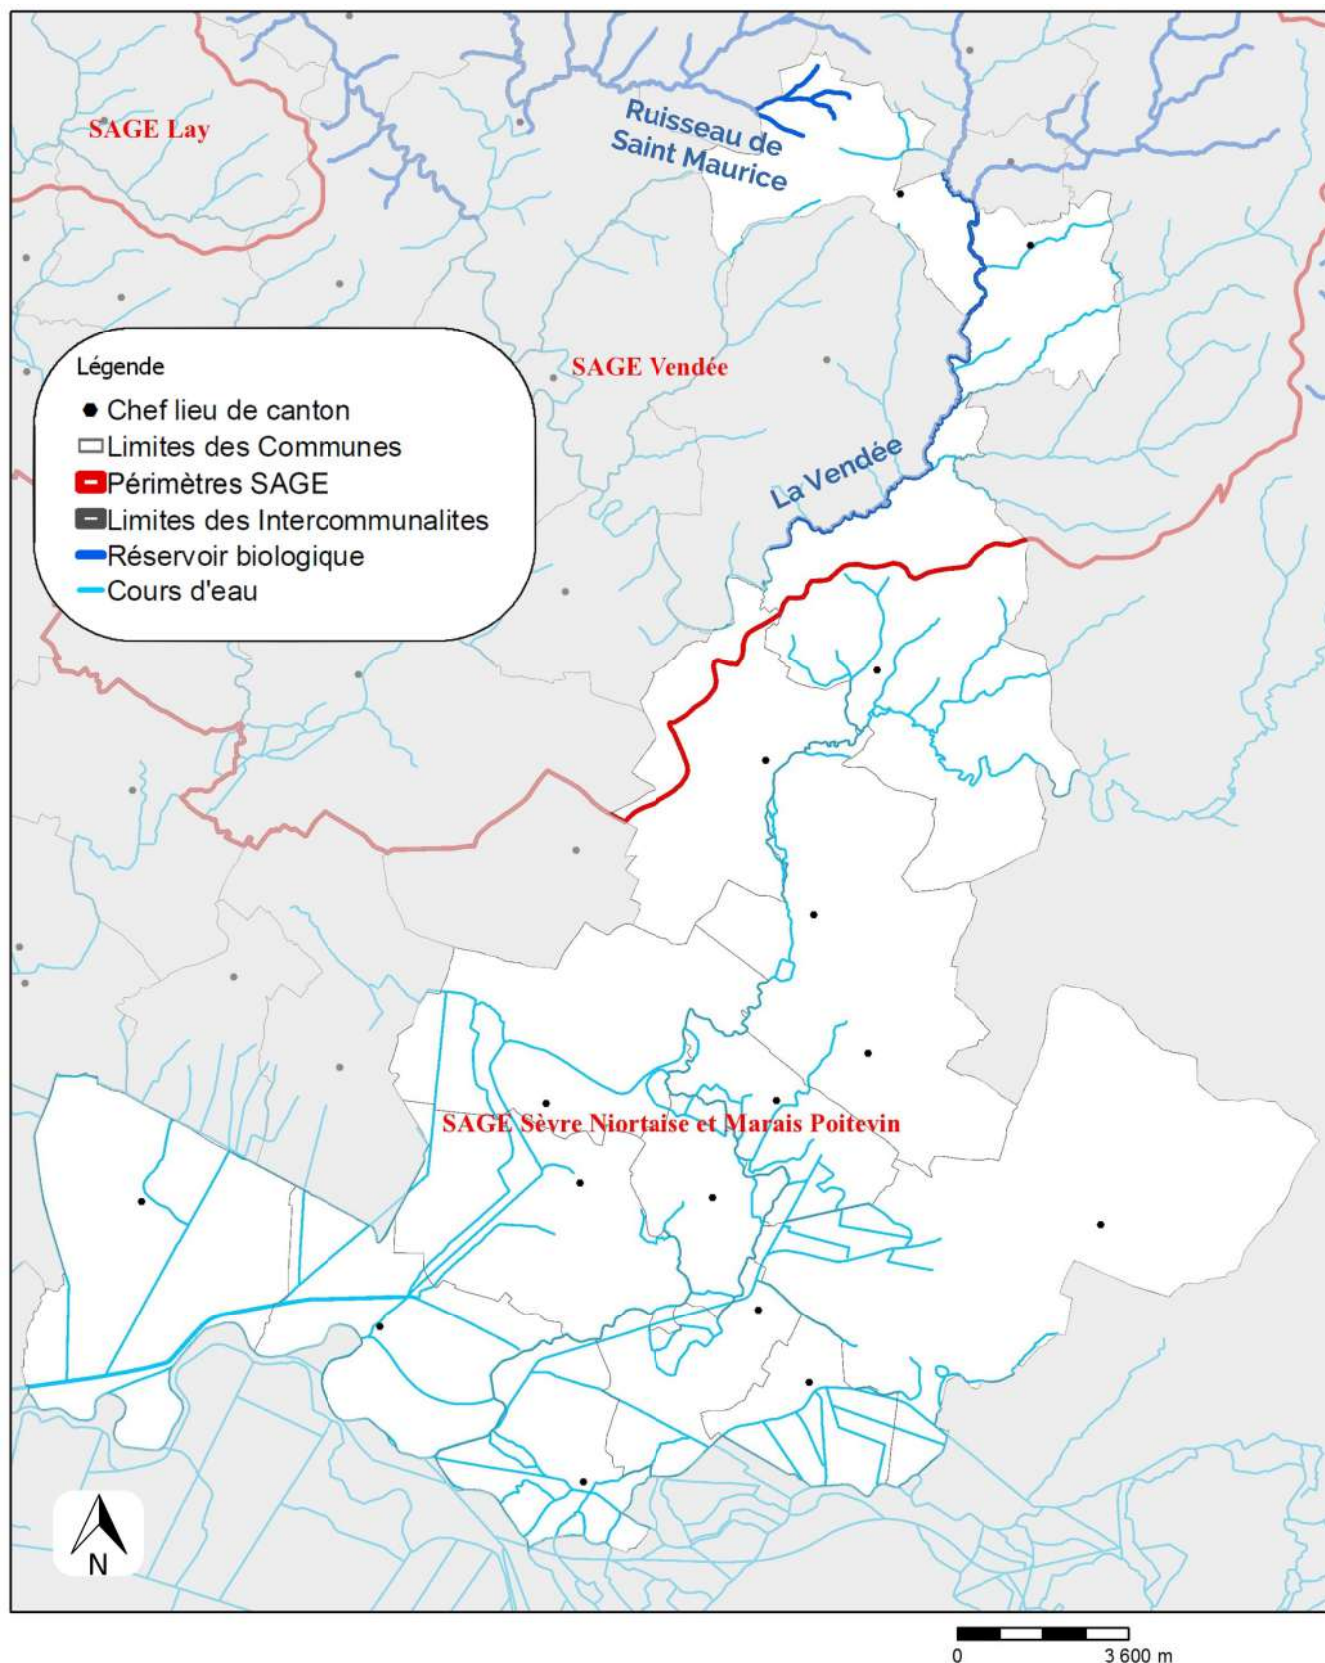 Ruisseau de
Saint Maurice
SAGE Lay
SAGE Vendée
La Vendée
Légende
Chef lieu de canton
Limites des Communes
Périmètres SAGE
Limites des Intercommunalites
Réservoir biologique
Cours d'eau
SAGE Sèvre Niortaise et Marais Poitevin
N
0 3 600 m